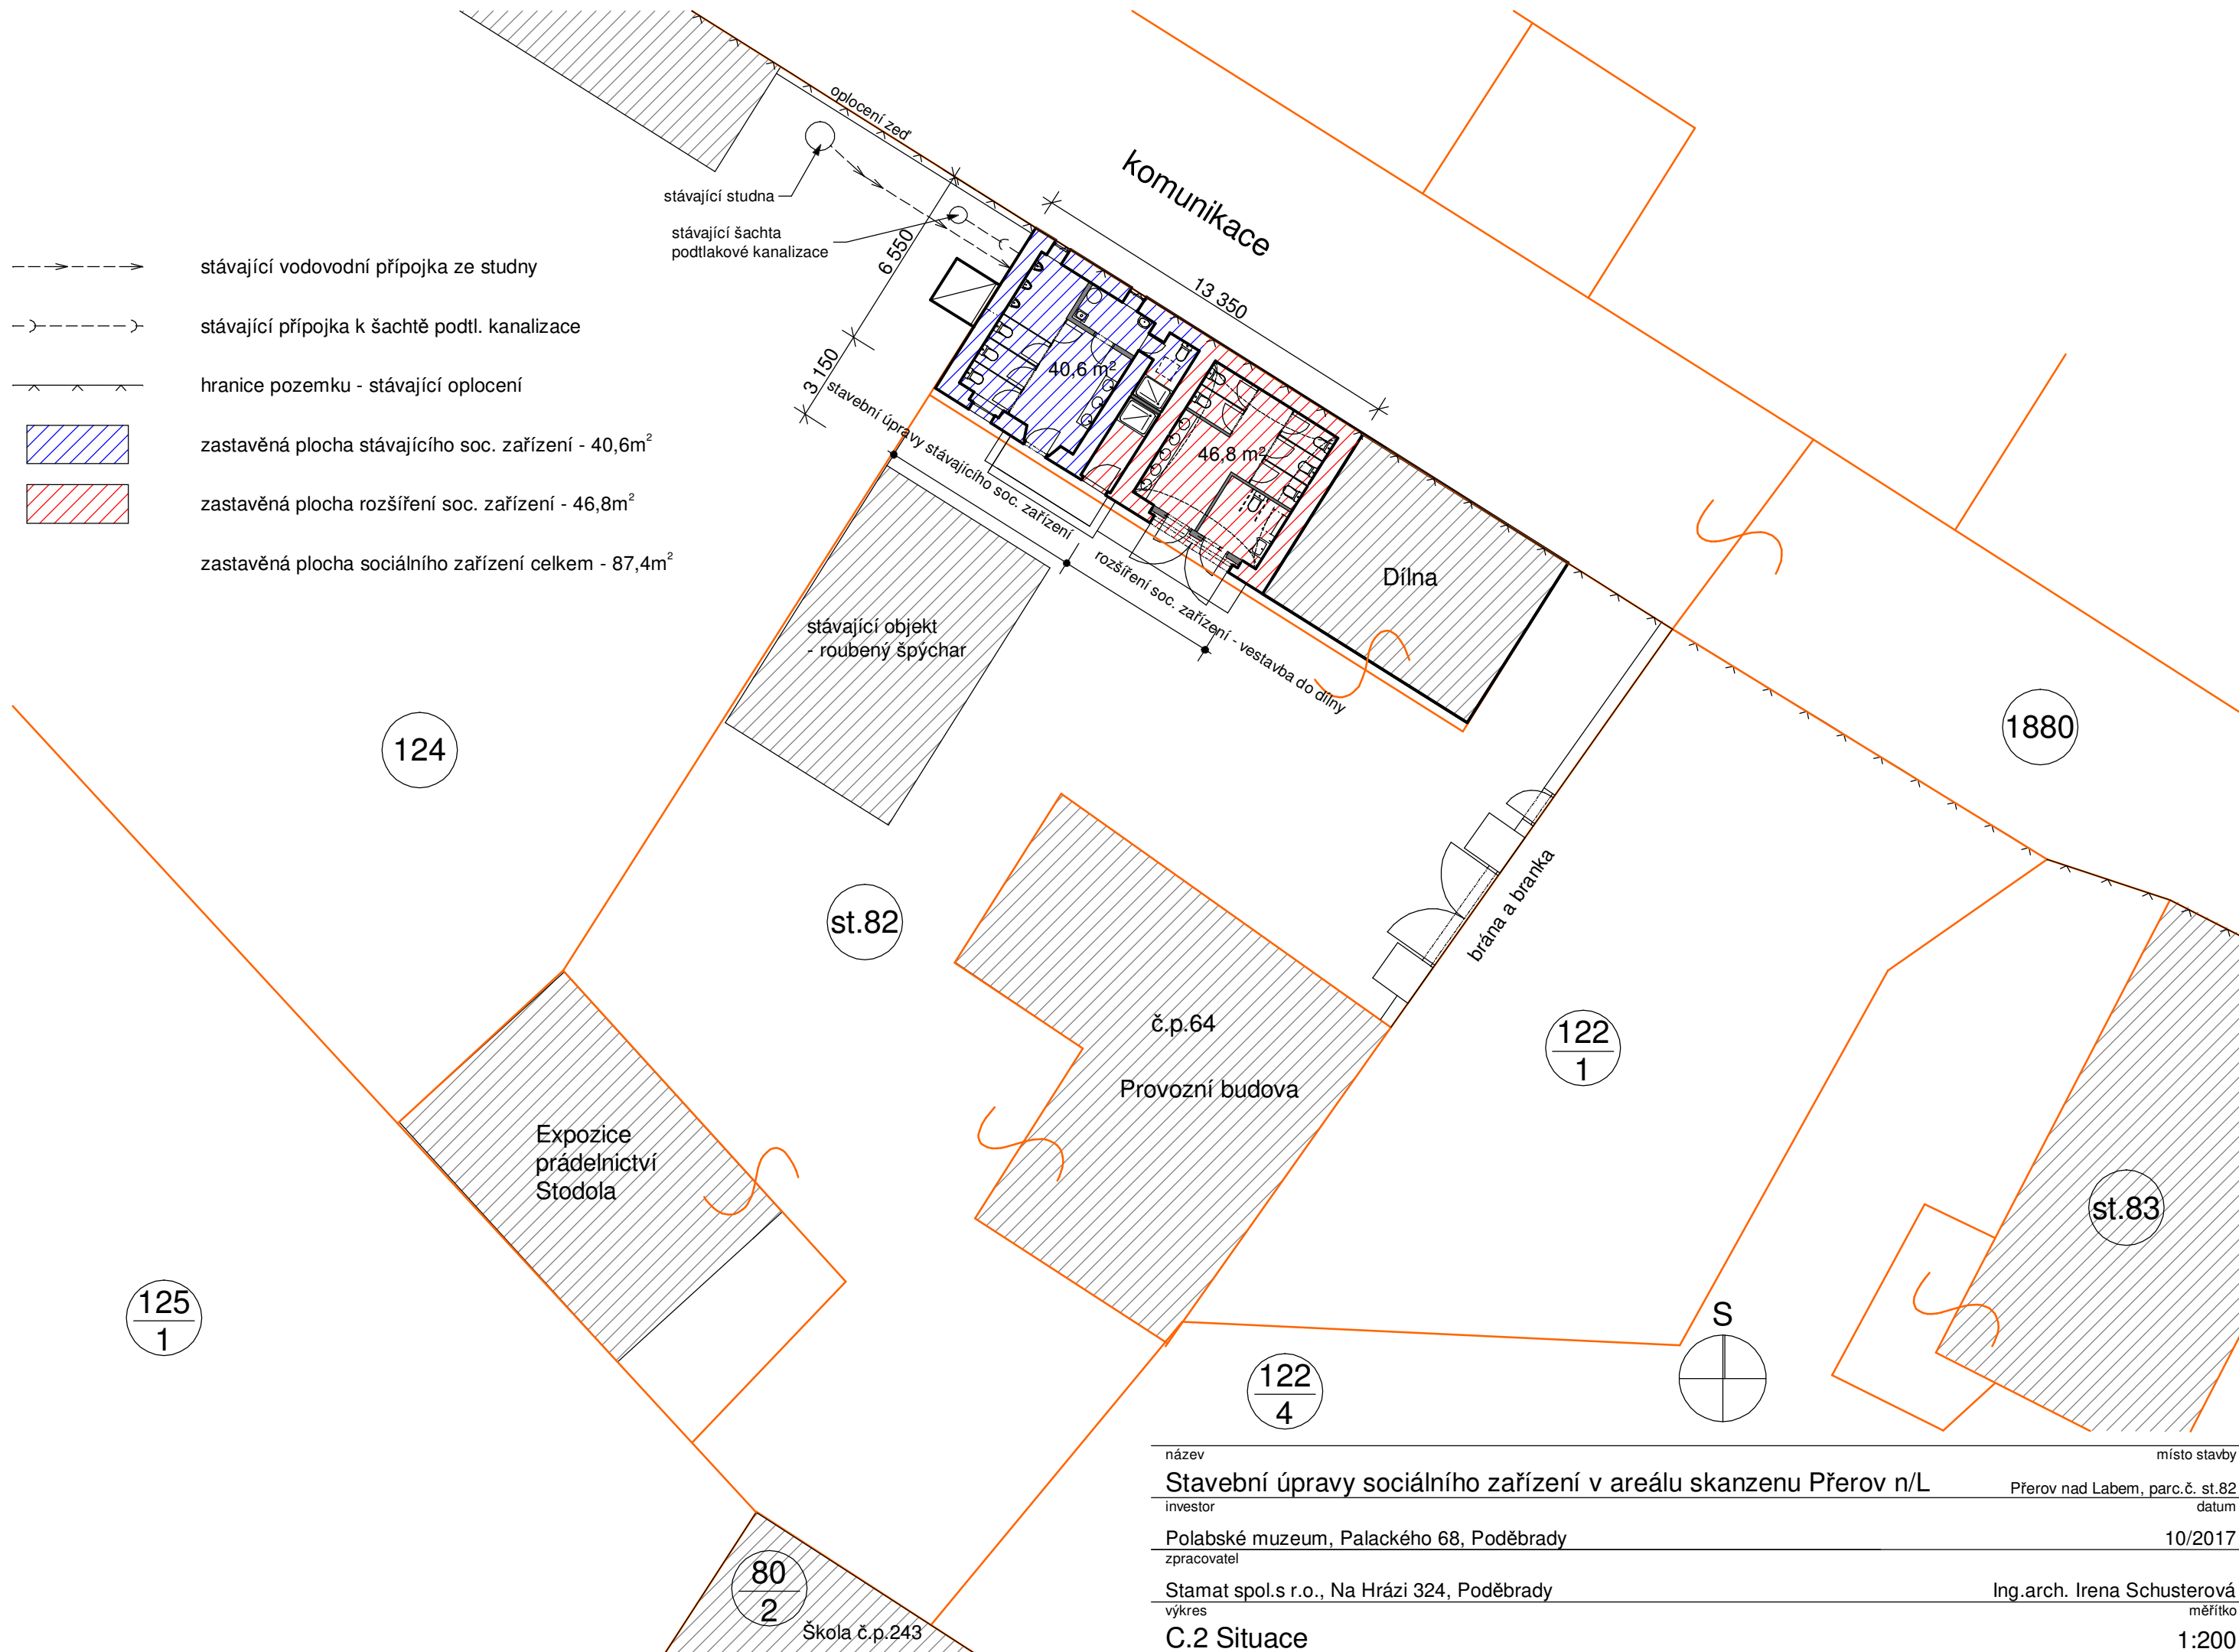 oplocení zeď
komunikace
stávající studna
stávající šachta
podtlakové kanalizace
6 550
3 150
13 350
stávající vodovodní přípojka ze studny
stávající přípojka k šachtě podtl. kanalizace
hranice pozemku - stávající oplocení
zastavěná plocha stávajícího soc. zařízení - 40,6m²
zastavěná plocha rozšíření soc. zařízení - 46,8m²
zastavěná plocha sociálního zařízení celkem - 87,4m²
40,6 m²
46,8 m²
stavební úpravy stávajícího soc. zařízení
rozšíření soc. zařízení - vestavba do dílny
Dílna
stávající objekt
- roubený špýchar
124
1880
st.82
brána a branka
č.p.64
Provozní budova
122
1
Expozice
prádelnictví
Stodola
st.83
125
1
S
122
4
80
2
Škola č.p.243
název
místo stavby
Stavební úpravy sociálního zařízení v areálu skanzenu Přerov n/L
Přerov nad Labem, parc.č. st.82
investor
datum
Polabské muzeum, Palackého 68, Poděbrady
10/2017
zpracovatel
Stamat spol.s r.o., Na Hrázi 324, Poděbrady
Ing.arch. Irena Schusterová
výkres
měřítko
C.2 Situace
1:200